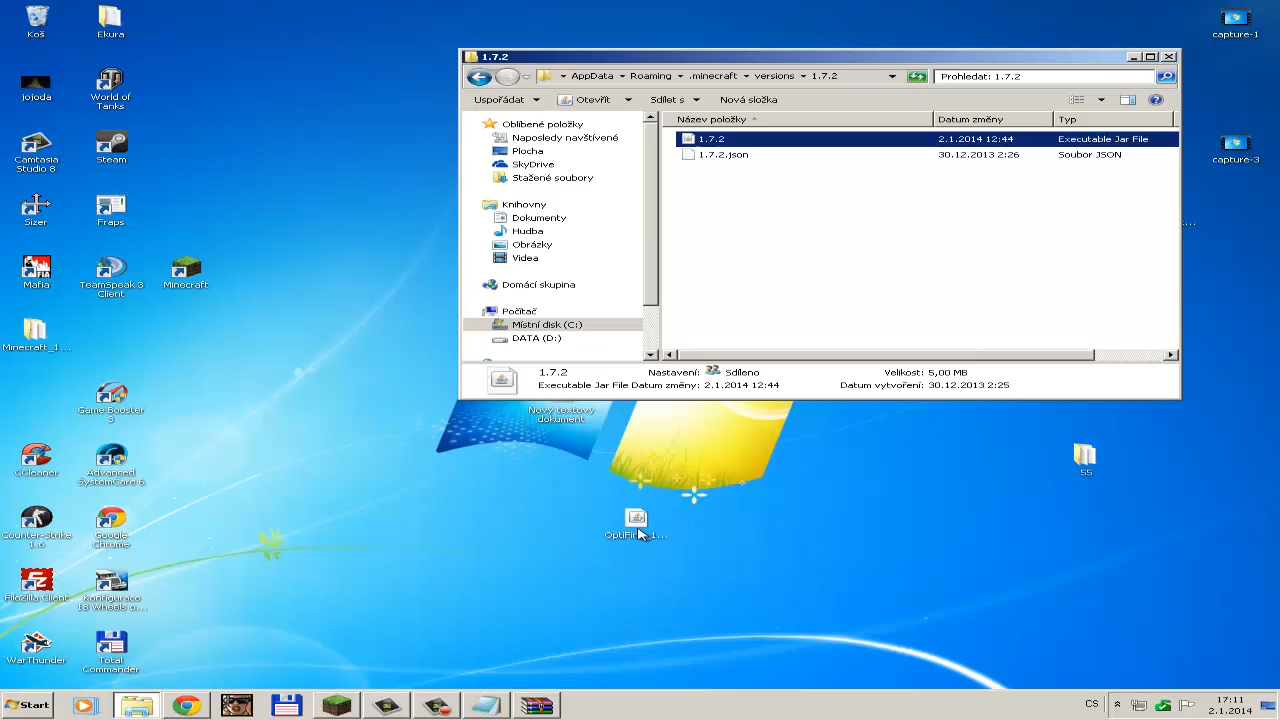 Koš
Ekura
jojoda
World of
Tanks
Camtasia
Studio 8
Steam
Sizer
Fraps
Mafia
TeamSpeak 3
Client
Minecraft
Minecraft_1...
Game Booster
3
CCleaner
Advanced
SystemCare 6
Counter-Strike
1.6
Google
Chrome
FileZilla Client
Konfigurace
18 Wheels o...
WarThunder
Total
Commander
1.7.2
AppData
Roaming
.minecraft
versions
1.7.2
Prohledat: 1.7.2
Uspořádat
Otevřít
Sdílet s
Nová složka
Oblíbené položky
Naposledy navštívené
Plocha
SkyDrive
Stažené soubory
Knihovny
Dokumenty
Hudba
Obrázky
Videa
Domácí skupina
Počítač
Místní disk (C:)
DATA (D:)
Název položky
Datum změny
Typ
1.7.2
2.1.2014 12:44
Executable Jar File
1.7.2.json
30.12.2013 2:26
Soubor JSON
1.7.2
Nastavení: Sdíleno
Velikost: 5,00 MB
Executable Jar File Datum změny: 2.1.2014 12:44
Datum vytvoření: 30.12.2013 2:25
Nový textový
dokument
capture-1
capture-3
55
Start
CS
17:11
2.1.2014